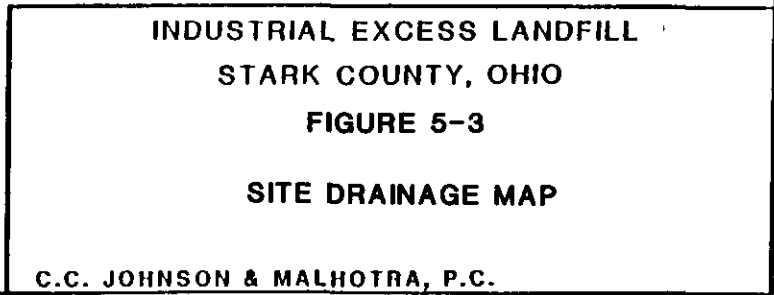 INDUSTRIAL EXCESS LANDFILL
STARK COUNTY, OHIO
FIGURE 5-3
SITE DRAINAGE MAP
C.C. JOHNSON & MALHOTRA, P.C.